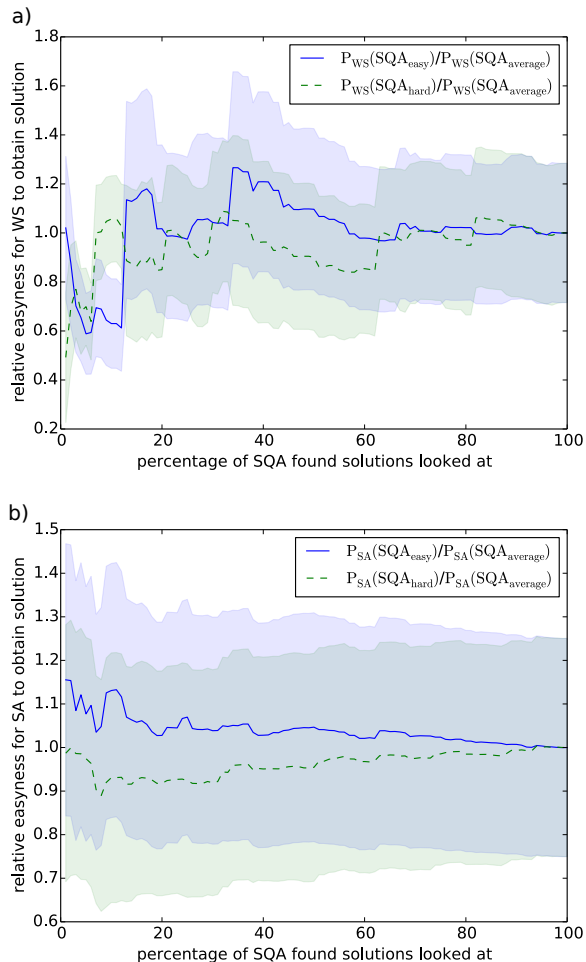 a)
1.8
1.6
1.4
1.2
1.0
0.8
0.6
0.4
0.2
relative easyness for WS to obtain solution
P_WS(SQA_easy)/P_WS(SQA_average)
P_WS(SQA_hard)/P_WS(SQA_average)
0 20 40 60 80 100
percentage of SQA found solutions looked at
b)
1.5
1.4
1.3
1.2
1.1
1.0
0.9
0.8
0.7
0.6
relative easyness for SA to obtain solution
P_SA(SQA_easy)/P_SA(SQA_average)
P_SA(SQA_hard)/P_SA(SQA_average)
0 20 40 60 80 100
percentage of SQA found solutions looked at